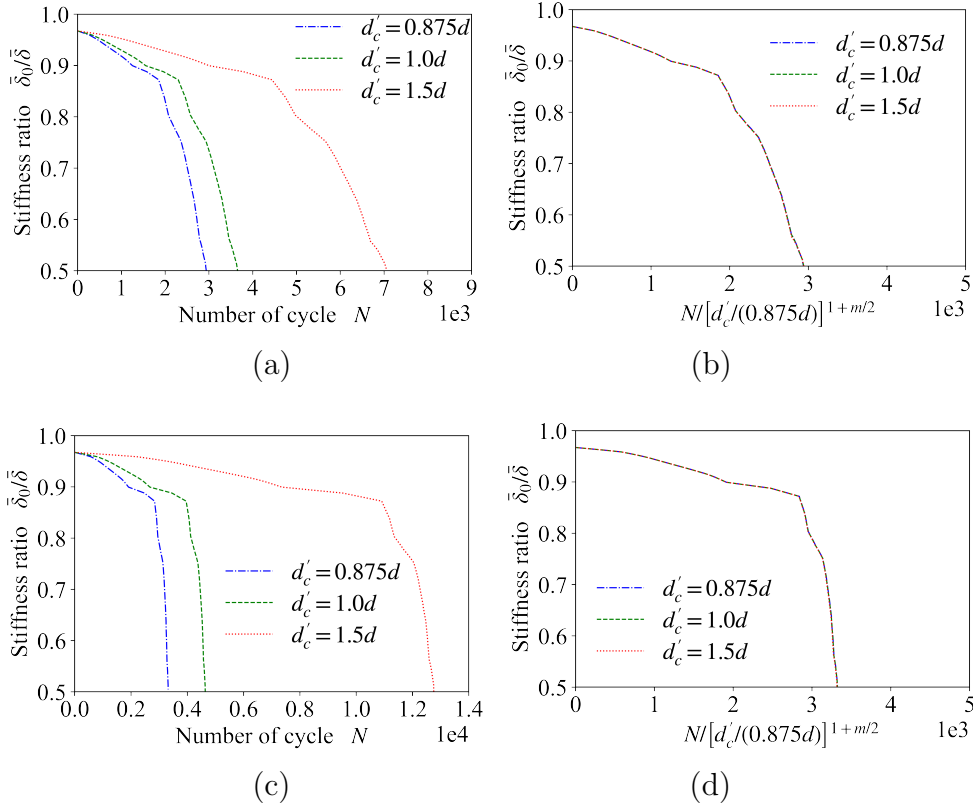 1.0
0.9
0.8
0.7
0.6
0.5
Stiffness ratio δ̄₀/δ̄
d′c = 0.875d
d′c = 1.0d
d′c = 1.5d
0 1 2 3 4 5 6 7 8 9
Number of cycle N 1e3
(a)
1.0
0.9
0.8
0.7
0.6
0.5
Stiffness ratio δ̄₀/δ̄
d′c = 0.875d
d′c = 1.0d
d′c = 1.5d
0 1 2 3 4 5
N/[d′c/(0.875d)]^{1+m/2} 1e3
(b)
1.0
0.9
0.8
0.7
0.6
0.5
Stiffness ratio δ̄₀/δ̄
d′c = 0.875d
d′c = 1.0d
d′c = 1.5d
0.0 0.2 0.4 0.6 0.8 1.0 1.2 1.4
Number of cycle N 1e4
(c)
1.0
0.9
0.8
0.7
0.6
0.5
Stiffness ratio δ̄₀/δ̄
d′c = 0.875d
d′c = 1.0d
d′c = 1.5d
0 1 2 3 4 5
N/[d′c/(0.875d)]^{1+m/2} 1e3
(d)